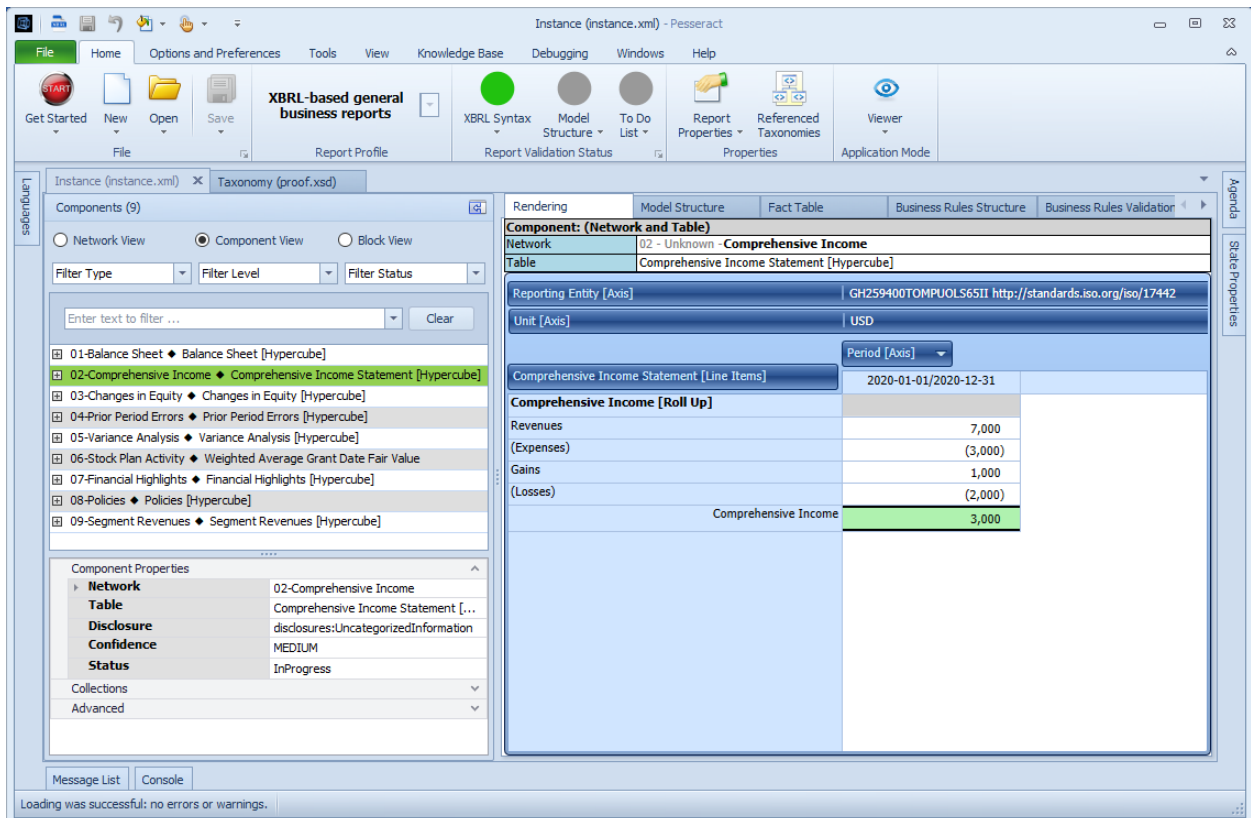 Instance (instance.xml) - Pesseract
File Home Options and Preferences Tools View Knowledge Base Debugging Windows Help
START
Get Started New Open Save
XBRL-based general business reports
XBRL Syntax Model Structure To Do List
Report Properties Referenced Taxonomies
Viewer
File Report Profile Report Validation Status Properties Application Mode
Languages
Instance (instance.xml) X Taxonomy (proof.xsd)
Components (9)
Network View Component View Block View
Filter Type Filter Level Filter Status
Enter text to filter ... Clear
01-Balance Sheet ◆ Balance Sheet [Hypercube]
02-Comprehensive Income ◆ Comprehensive Income Statement [Hypercube]
03-Changes in Equity ◆ Changes in Equity [Hypercube]
04-Prior Period Errors ◆ Prior Period Errors [Hypercube]
05-Variance Analysis ◆ Variance Analysis [Hypercube]
06-Stock Plan Activity ◆ Weighted Average Grant Date Fair Value
07-Financial Highlights ◆ Financial Highlights [Hypercube]
08-Policies ◆ Policies [Hypercube]
09-Segment Revenues ◆ Segment Revenues [Hypercube]
Component Properties
Network 02-Comprehensive Income
Table Comprehensive Income Statement [...
Disclosure disclosures:UncategorizedInformation
Confidence MEDIUM
Status InProgress
Collections
Advanced
Rendering Model Structure Fact Table Business Rules Structure Business Rules Validation
Component: (Network and Table)
Network 02 - Unknown -Comprehensive Income
Table Comprehensive Income Statement [Hypercube]
Reporting Entity [Axis] GH259400TOMPUOLS65II http://standards.iso.org/iso/17442
Unit [Axis] USD
Period [Axis]
Comprehensive Income Statement [Line Items] 2020-01-01/2020-12-31
Comprehensive Income [Roll Up]
Revenues 7,000
(Expenses) (3,000)
Gains 1,000
(Losses) (2,000)
Comprehensive Income 3,000
Agenda
State Properties
Message List Console
Loading was successful: no errors or warnings.